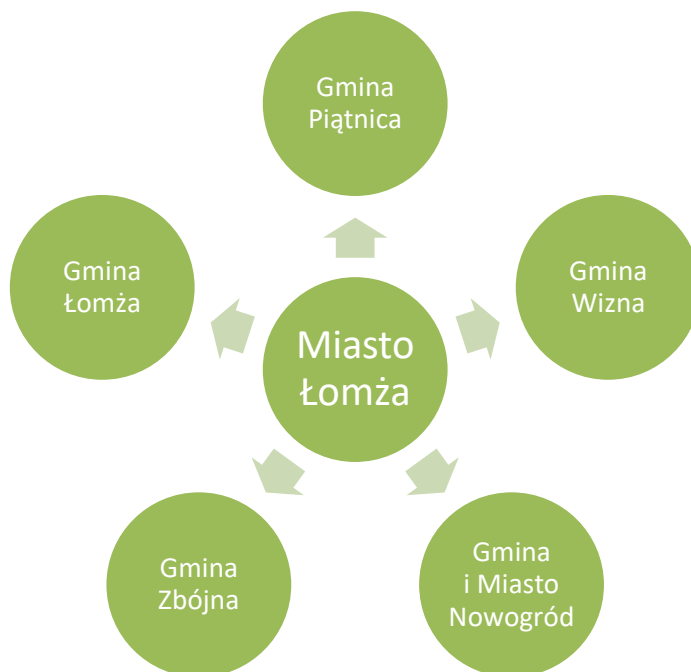 Gmina
Piątnica
Gmina
Łomża
Gmina
Wizna
Miasto
Łomża
Gmina
Zbójna
Gmina
i Miasto
Nowogród